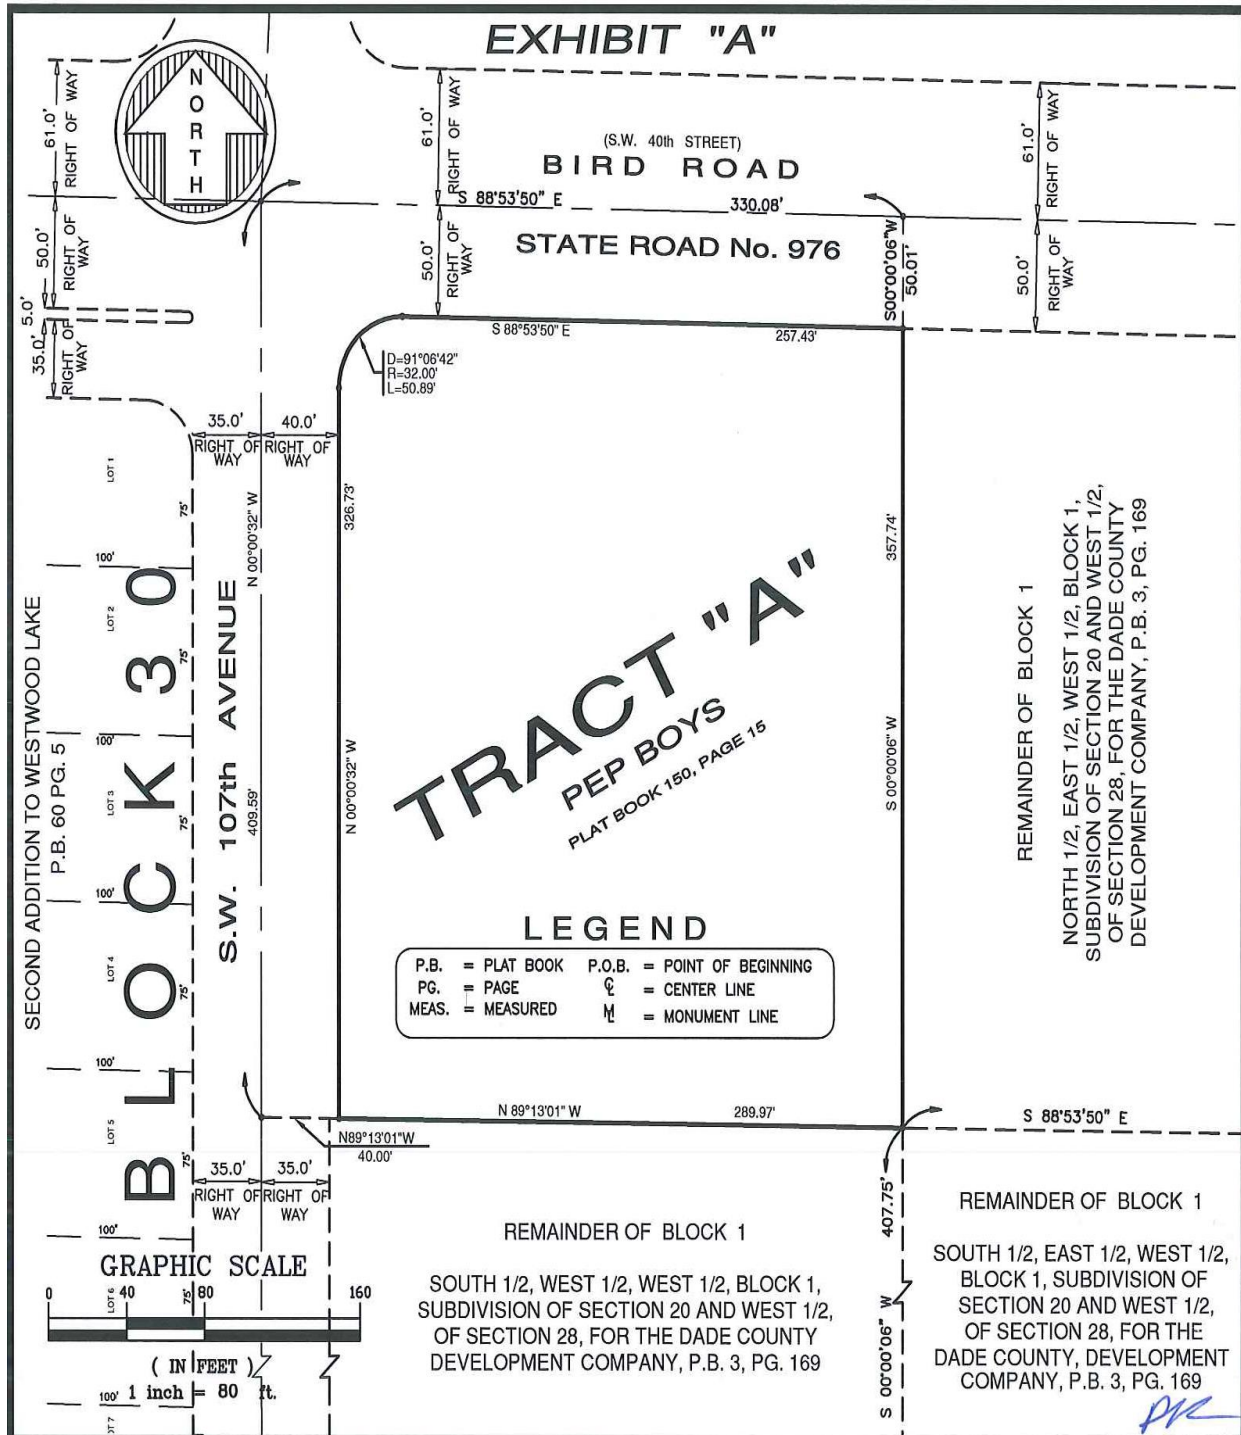 EXHIBIT "A"
NORTH
61.0'
RIGHT OF WAY
61.0'
RIGHT OF WAY
61.0'
RIGHT OF WAY
(S.W. 40th STREET)
BIRD ROAD
S 88°53'50" E
330.08'
STATE ROAD No. 976
50.0'
RIGHT OF
WAY
50.0'
RIGHT OF
WAY
S00°00'06"W
50.01'
50.0'
RIGHT OF
WAY
5.0'
35.0'
RIGHT OF
WAY
S 88°53'50" E
257.43'
D=91°06'42"
R=32.00'
L=50.89'
35.0'
RIGHT OF
WAY
40.0'
RIGHT OF
WAY
SECOND ADDITION TO WESTWOOD LAKE
P.B. 60 PG. 5
BLOCK 30
LOT 1
75'
100'
LOT 2
75'
100'
LOT 3
75'
100'
LOT 4
75'
100'
LOT 5
75'
100'
LOT 6
75'
100'
S.W. 107th AVENUE
N 00°00'32" W
409.59'
326.73'
N 00°00'32" W
TRACT "A"
PEP BOYS
PLAT BOOK 150, PAGE 15
357.74'
S 00°00'06" W
REMAINDER OF BLOCK 1
NORTH 1/2, EAST 1/2, WEST 1/2, BLOCK 1,
SUBDIVISION OF SECTION 20 AND WEST 1/2,
OF SECTION 28, FOR THE DADE COUNTY
DEVELOPMENT COMPANY, P.B. 3, PG. 169
LEGEND
P.B. = PLAT BOOK P.O.B. = POINT OF BEGINNING
PG. = PAGE ℄ = CENTER LINE
MEAS. = MEASURED ML = MONUMENT LINE
N 89°13'01" W
289.97'
S 88°53'50" E
N89°13'01"W
40.00'
35.0'
RIGHT OF
WAY
35.0'
RIGHT OF
WAY
407.75'
S 00°00'06" W
REMAINDER OF BLOCK 1
SOUTH 1/2, WEST 1/2, WEST 1/2, BLOCK 1,
SUBDIVISION OF SECTION 20 AND WEST 1/2,
OF SECTION 28, FOR THE DADE COUNTY
DEVELOPMENT COMPANY, P.B. 3, PG. 169
REMAINDER OF BLOCK 1
SOUTH 1/2, EAST 1/2, WEST 1/2,
BLOCK 1, SUBDIVISION OF
SECTION 20 AND WEST 1/2,
OF SECTION 28, FOR THE
DADE COUNTY, DEVELOPMENT
COMPANY, P.B. 3, PG. 169
GRAPHIC SCALE
0 40 80 160
( IN FEET )
1 inch = 80 ft.